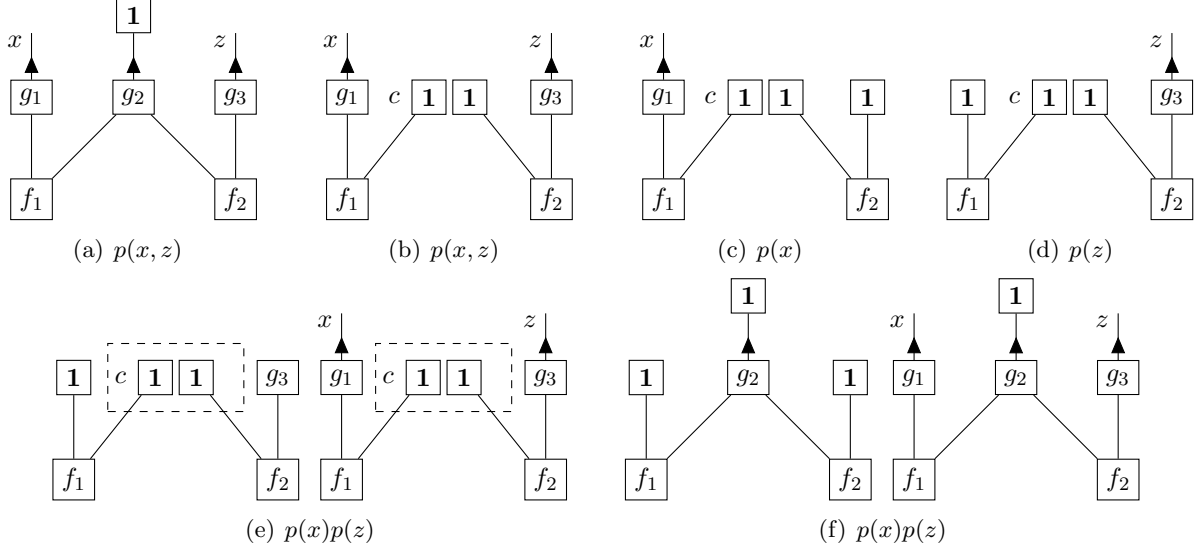 1
x z x z x z
g₁ g₂ g₃ g₁ c 1 1 g₃ g₁ c 1 1 1 1 c 1 1 g₃
f₁ f₂ f₁ f₂ f₁ f₂ f₁ f₂
(a) p(x, z) (b) p(x, z) (c) p(x) (d) p(z)
1 1
x z x z
1 c 1 1 g₃ g₁ c 1 1 g₃ 1 g₂ 1 g₁ g₂ g₃
f₁ f₂ f₁ f₂ f₁ f₂ f₁ f₂
(e) p(x)p(z) (f) p(x)p(z)